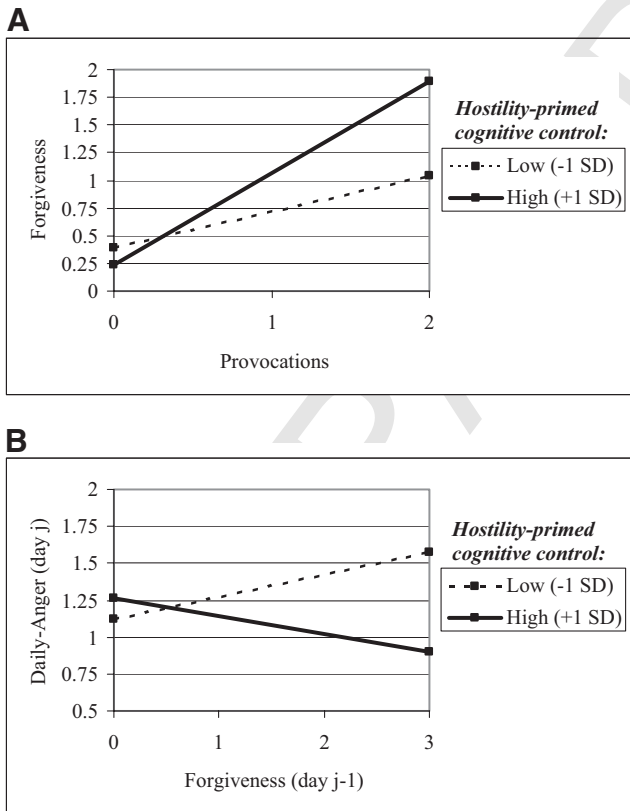 A
2
1.75
1.5
1.25
1
0.75
0.5
0.25
0
Forgiveness
0 1 2
Provocations
Hostility-primed
cognitive control:
Low (-1 SD)
High (+1 SD)
B
2
1.75
1.5
1.25
1
0.75
0.5
Daily-Anger (day j)
0 1 2 3
Forgiveness (day j-1)
Hostility-primed
cognitive control:
Low (-1 SD)
High (+1 SD)